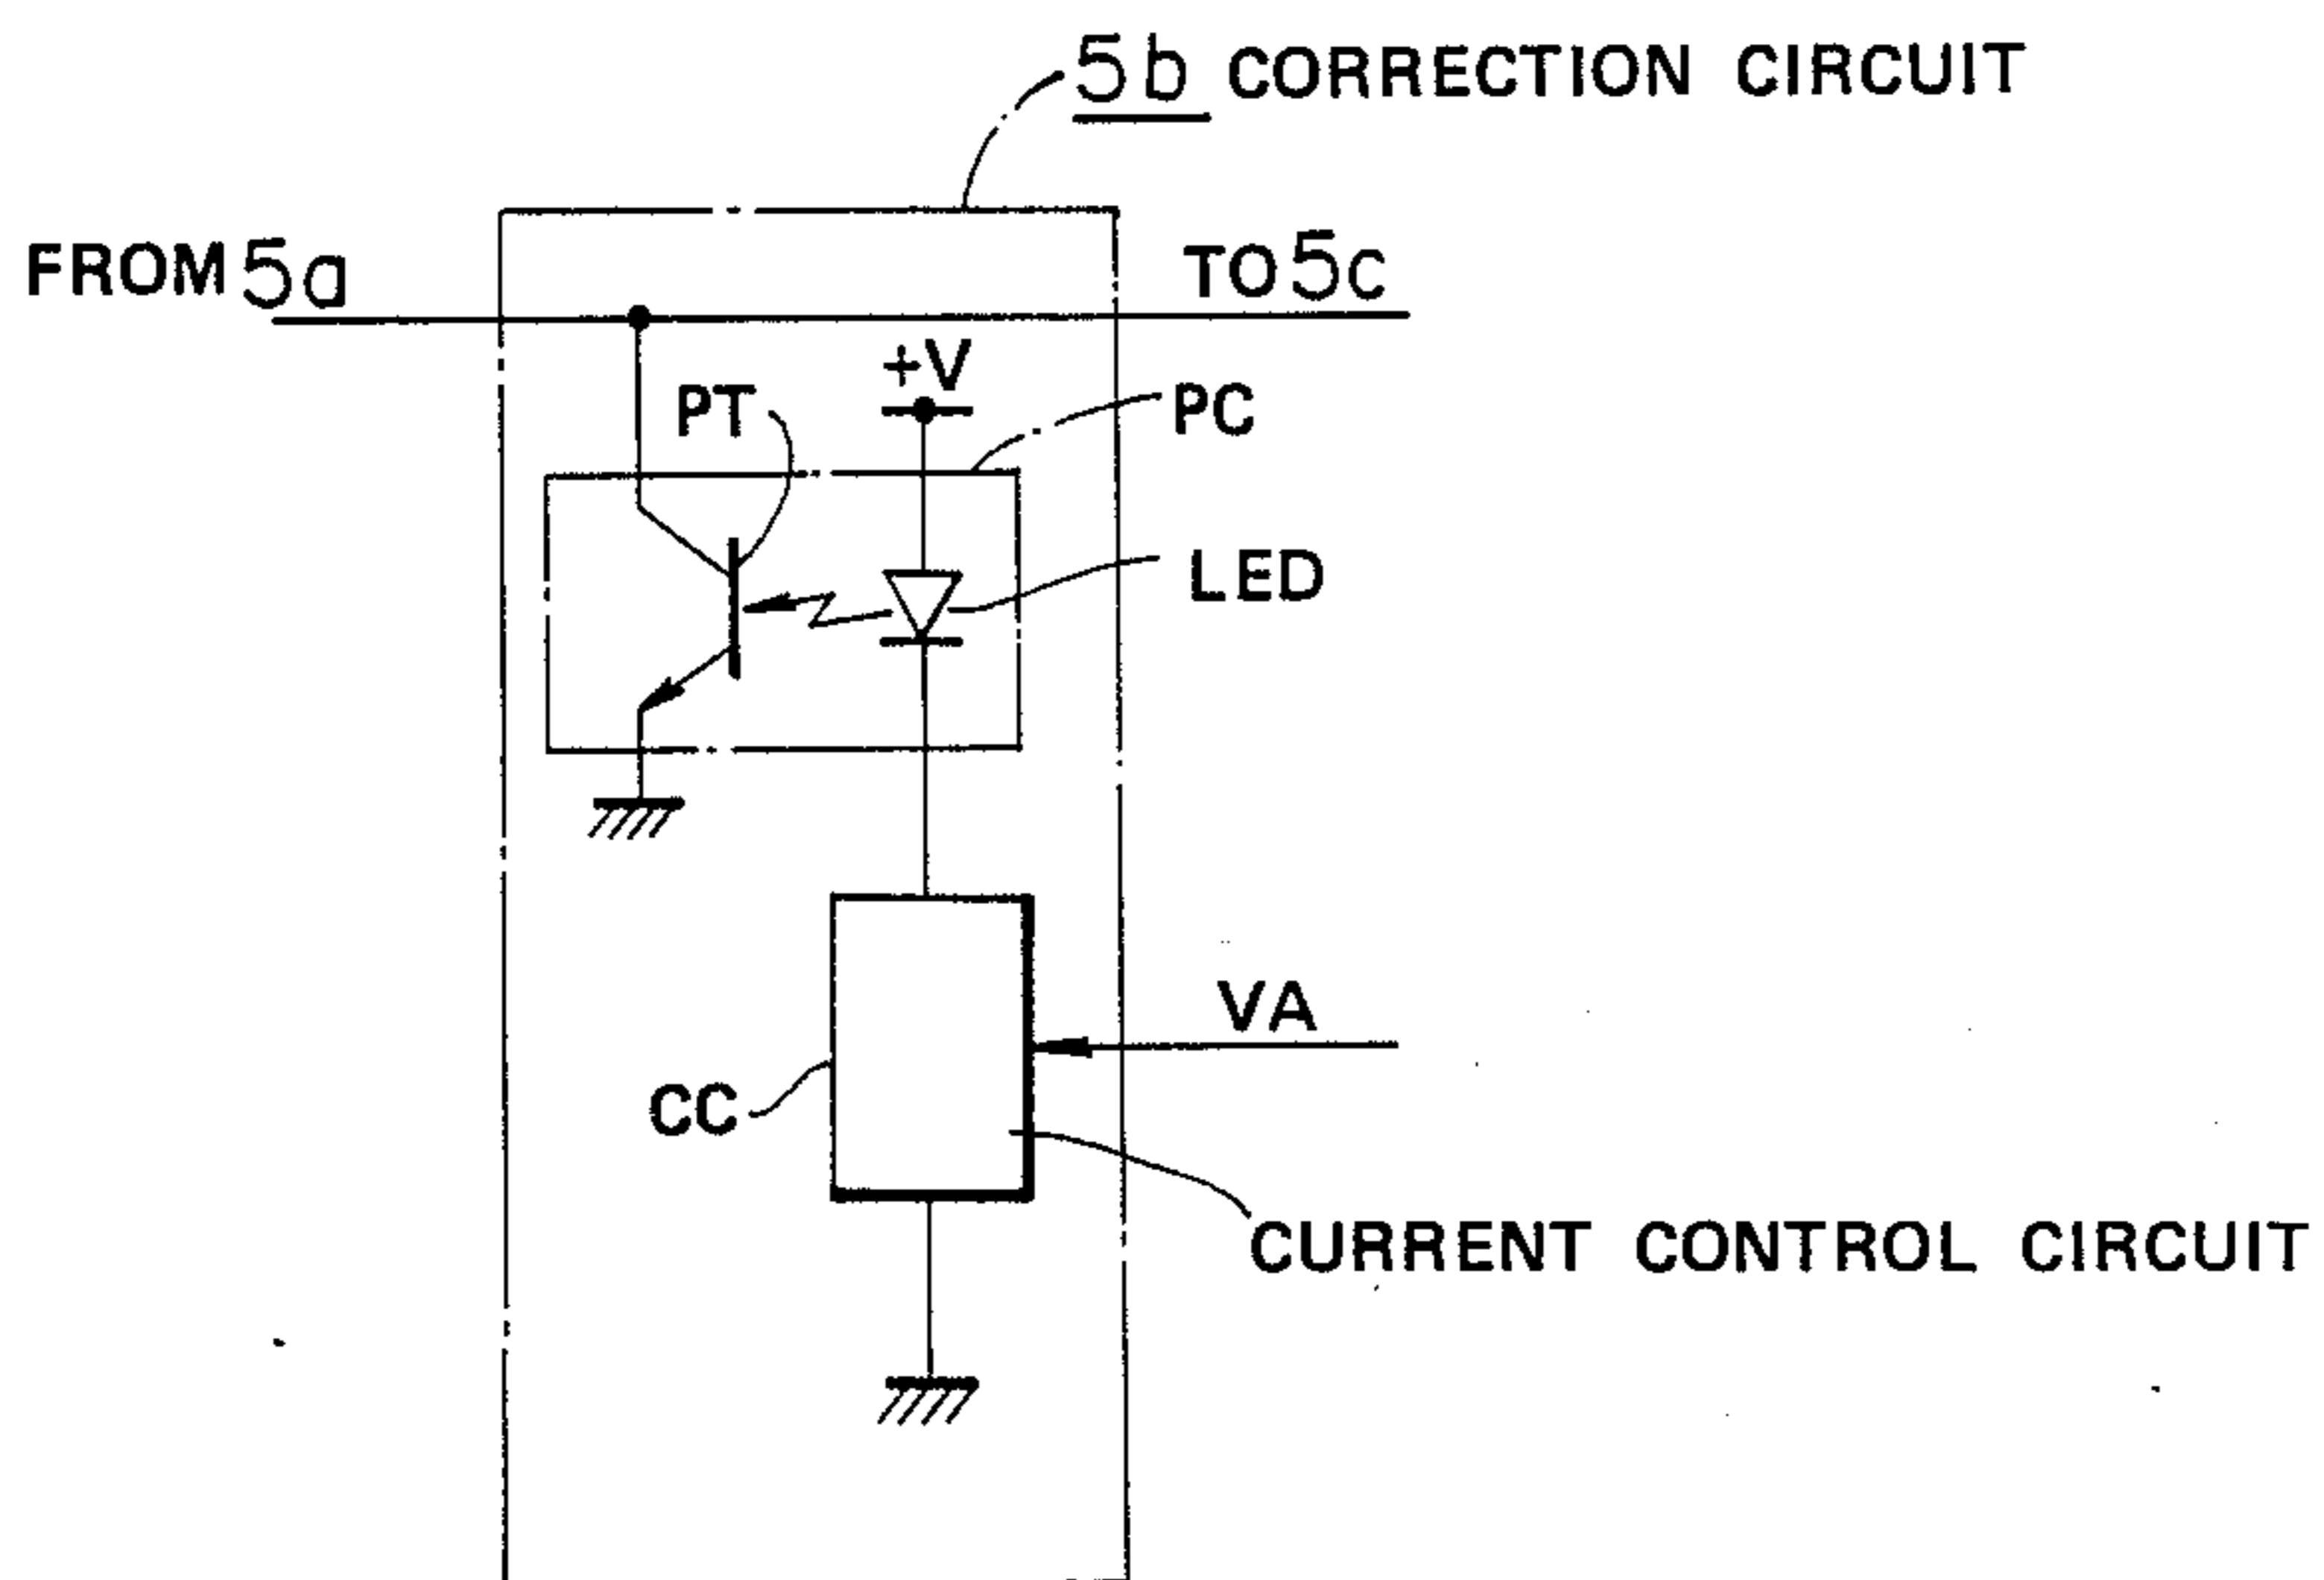 5b CORRECTION CIRCUIT
FROM 5a
TO 5c
+V
PT
PC
LED
VA
CC
CURRENT CONTROL CIRCUIT